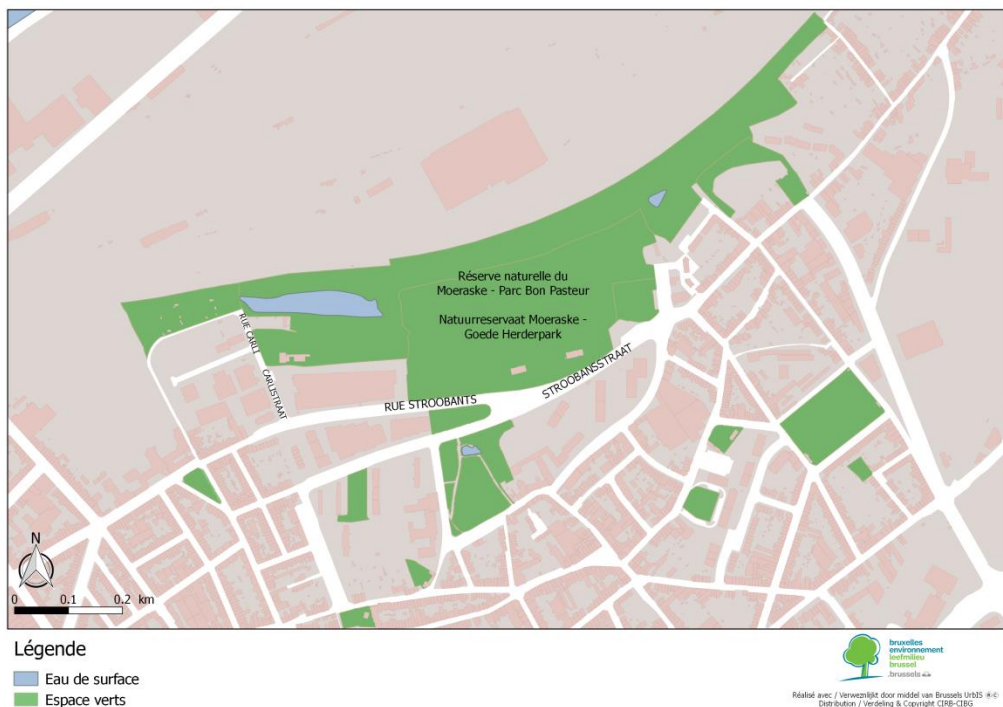 Réserve naturelle du
Moeraske - Parc Bon Pasteur
Natuurreservaat Moeraske -
Goede Herderpark
RUE CARLI
CARLISTRAAT
RUE STROOBANTS
STROOBANSSTRAAT
N
0 0.1 0.2 km
Légende
Eau de surface
Espace verts
bruxelles
environnement
leefmilieu
brussel
.brussels
Réalisé avec / Verwezenlijkt door middel van Brussels UrbIS ®©
Distribution / Verdeling & Copyright CIRB-CIBG